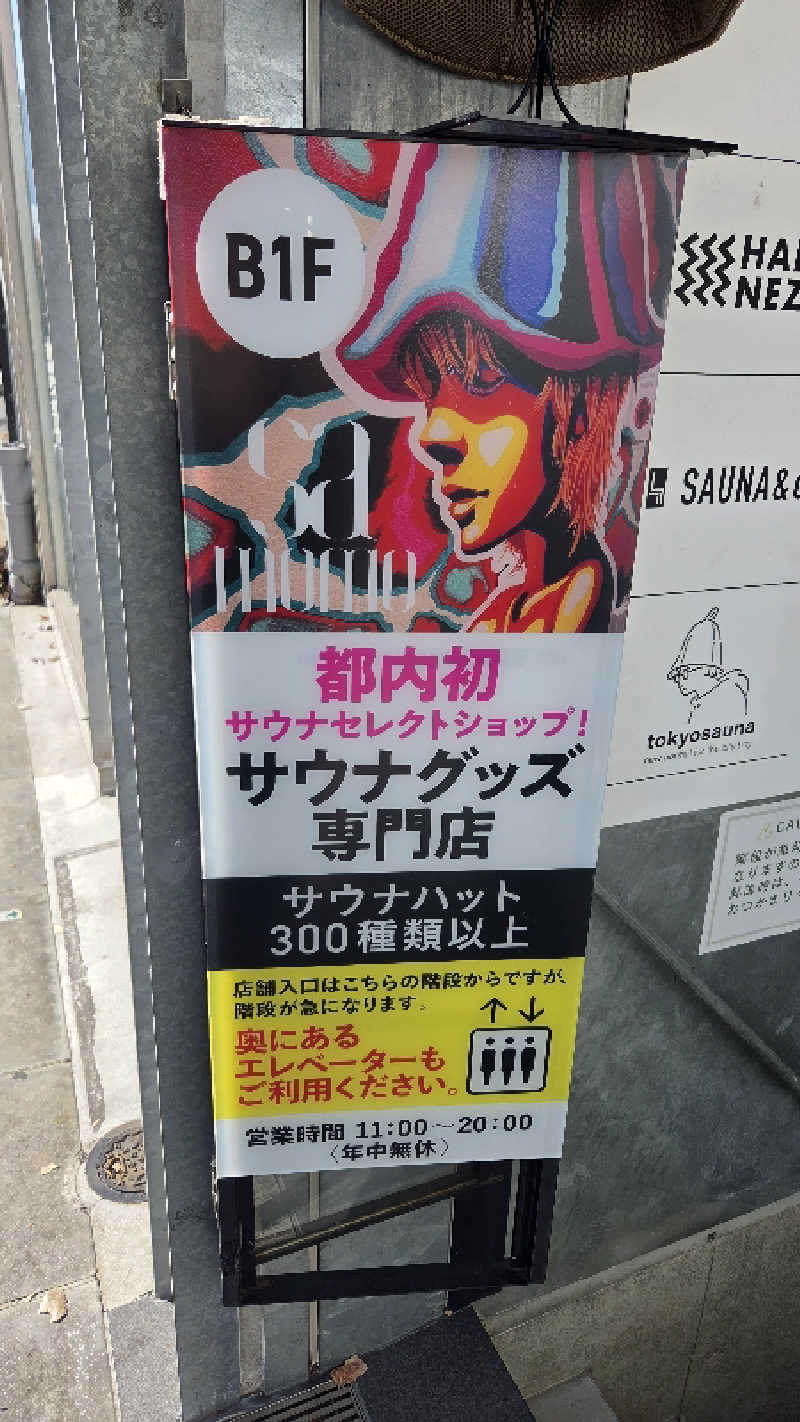 B1F
sa
momo
都内初
サウナセレクトショップ!
サウナグッズ
専門店
サウナハット
300種類以上
店舗入口はこちらの階段からですが、
階段が急になります。
奥にある
エレベーターも
ご利用ください。
営業時間 11:00~20:00
〈年中無休〉
SAUNA&
tokyosauna